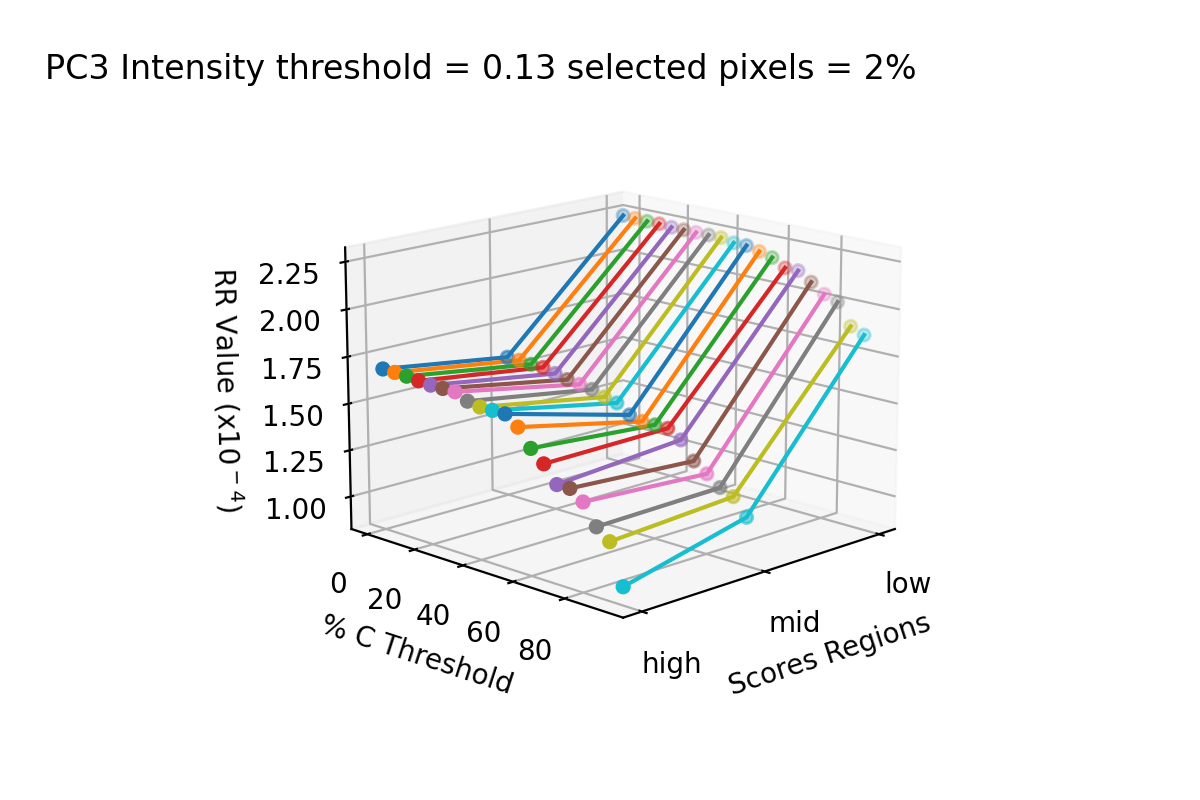 PC3 Intensity threshold = 0.13 selected pixels = 2%
RR Value (x10⁻⁴)
2.25
2.00
1.75
1.50
1.25
1.00
0
20
40
60
80
% C Threshold
high
mid
low
Scores Regions